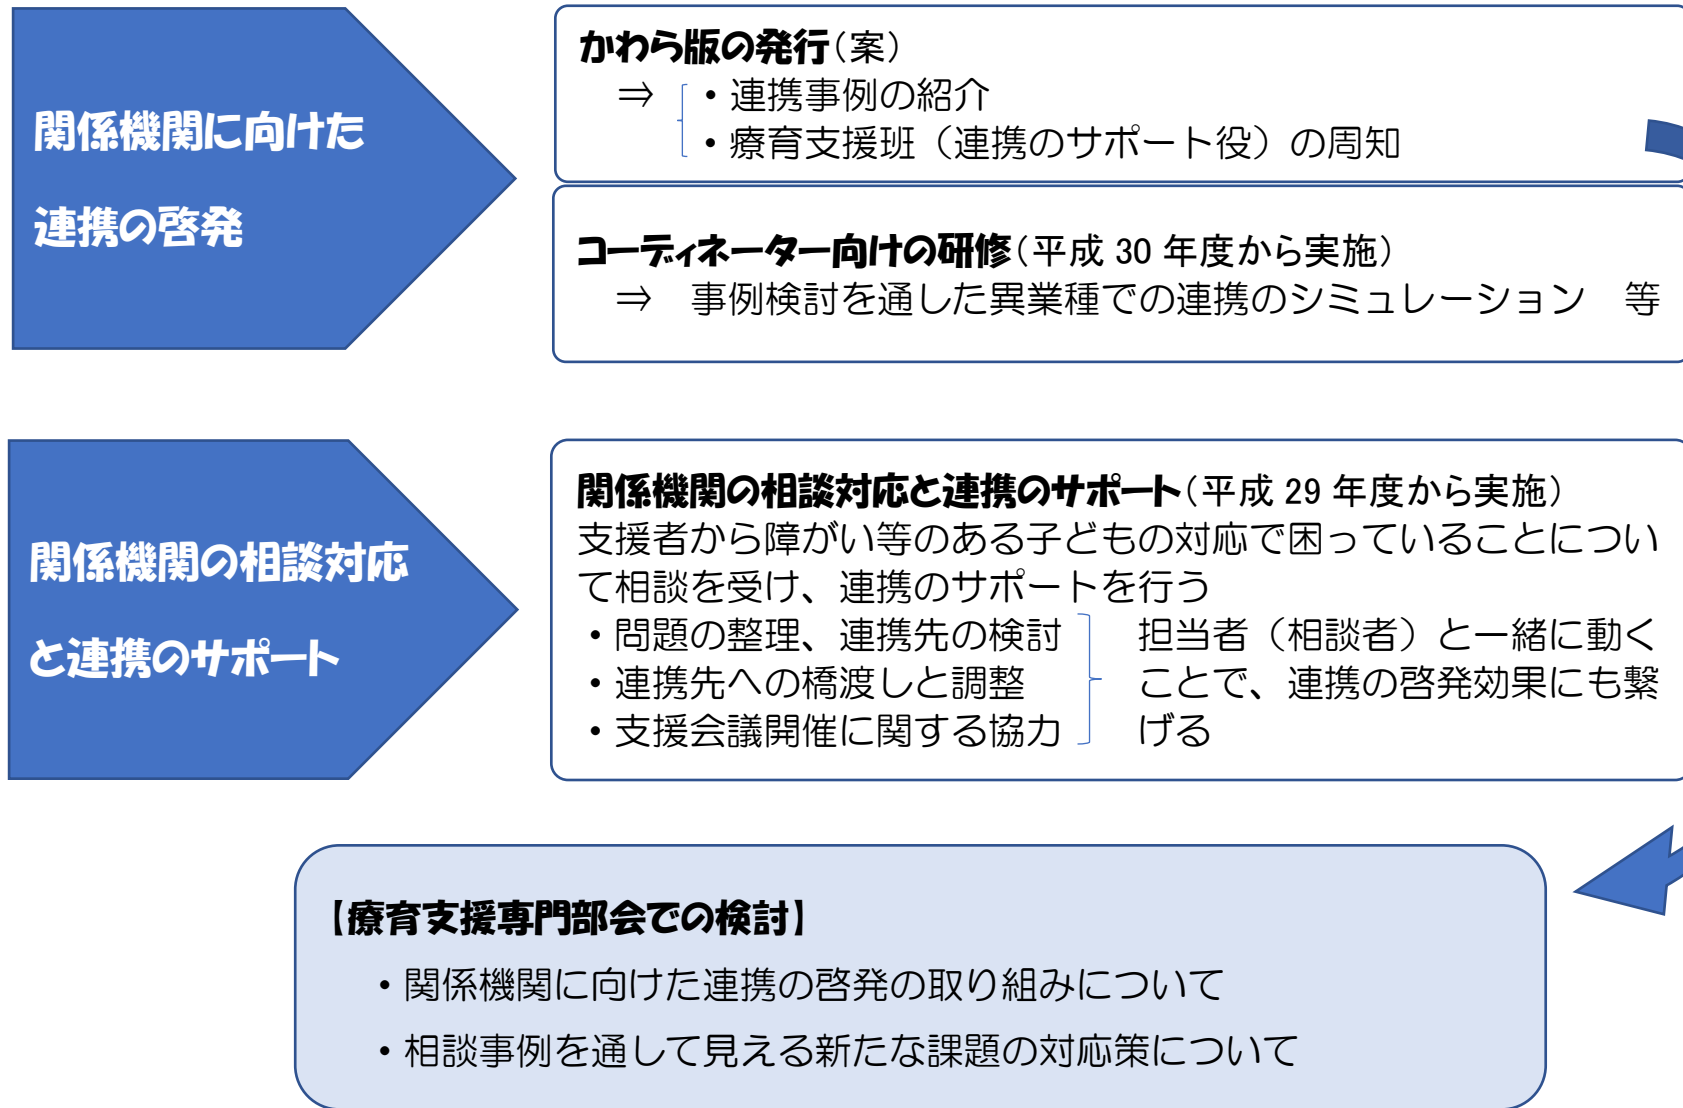 関係機関に向けた
連携の啓発
かわら版の発行（案）
⇒ ・連携事例の紹介
・療育支援班（連携のサポート役）の周知
コーディネーター向けの研修（平成 30 年度から実施）
⇒ 事例検討を通した異業種での連携のシミュレーション 等
関係機関の相談対応
と連携のサポート
関係機関の相談対応と連携のサポート（平成 29 年度から実施）
支援者から障がい等のある子どもの対応で困っていることについ
て相談を受け、連携のサポートを行う
・問題の整理、連携先の検討
・連携先への橋渡しと調整
・支援会議開催に関する協力
担当者（相談者）と一緒に動く
ことで、連携の啓発効果にも繋
げる
【療育支援専門部会での検討】
・関係機関に向けた連携の啓発の取り組みについて
・相談事例を通して見える新たな課題の対応策について